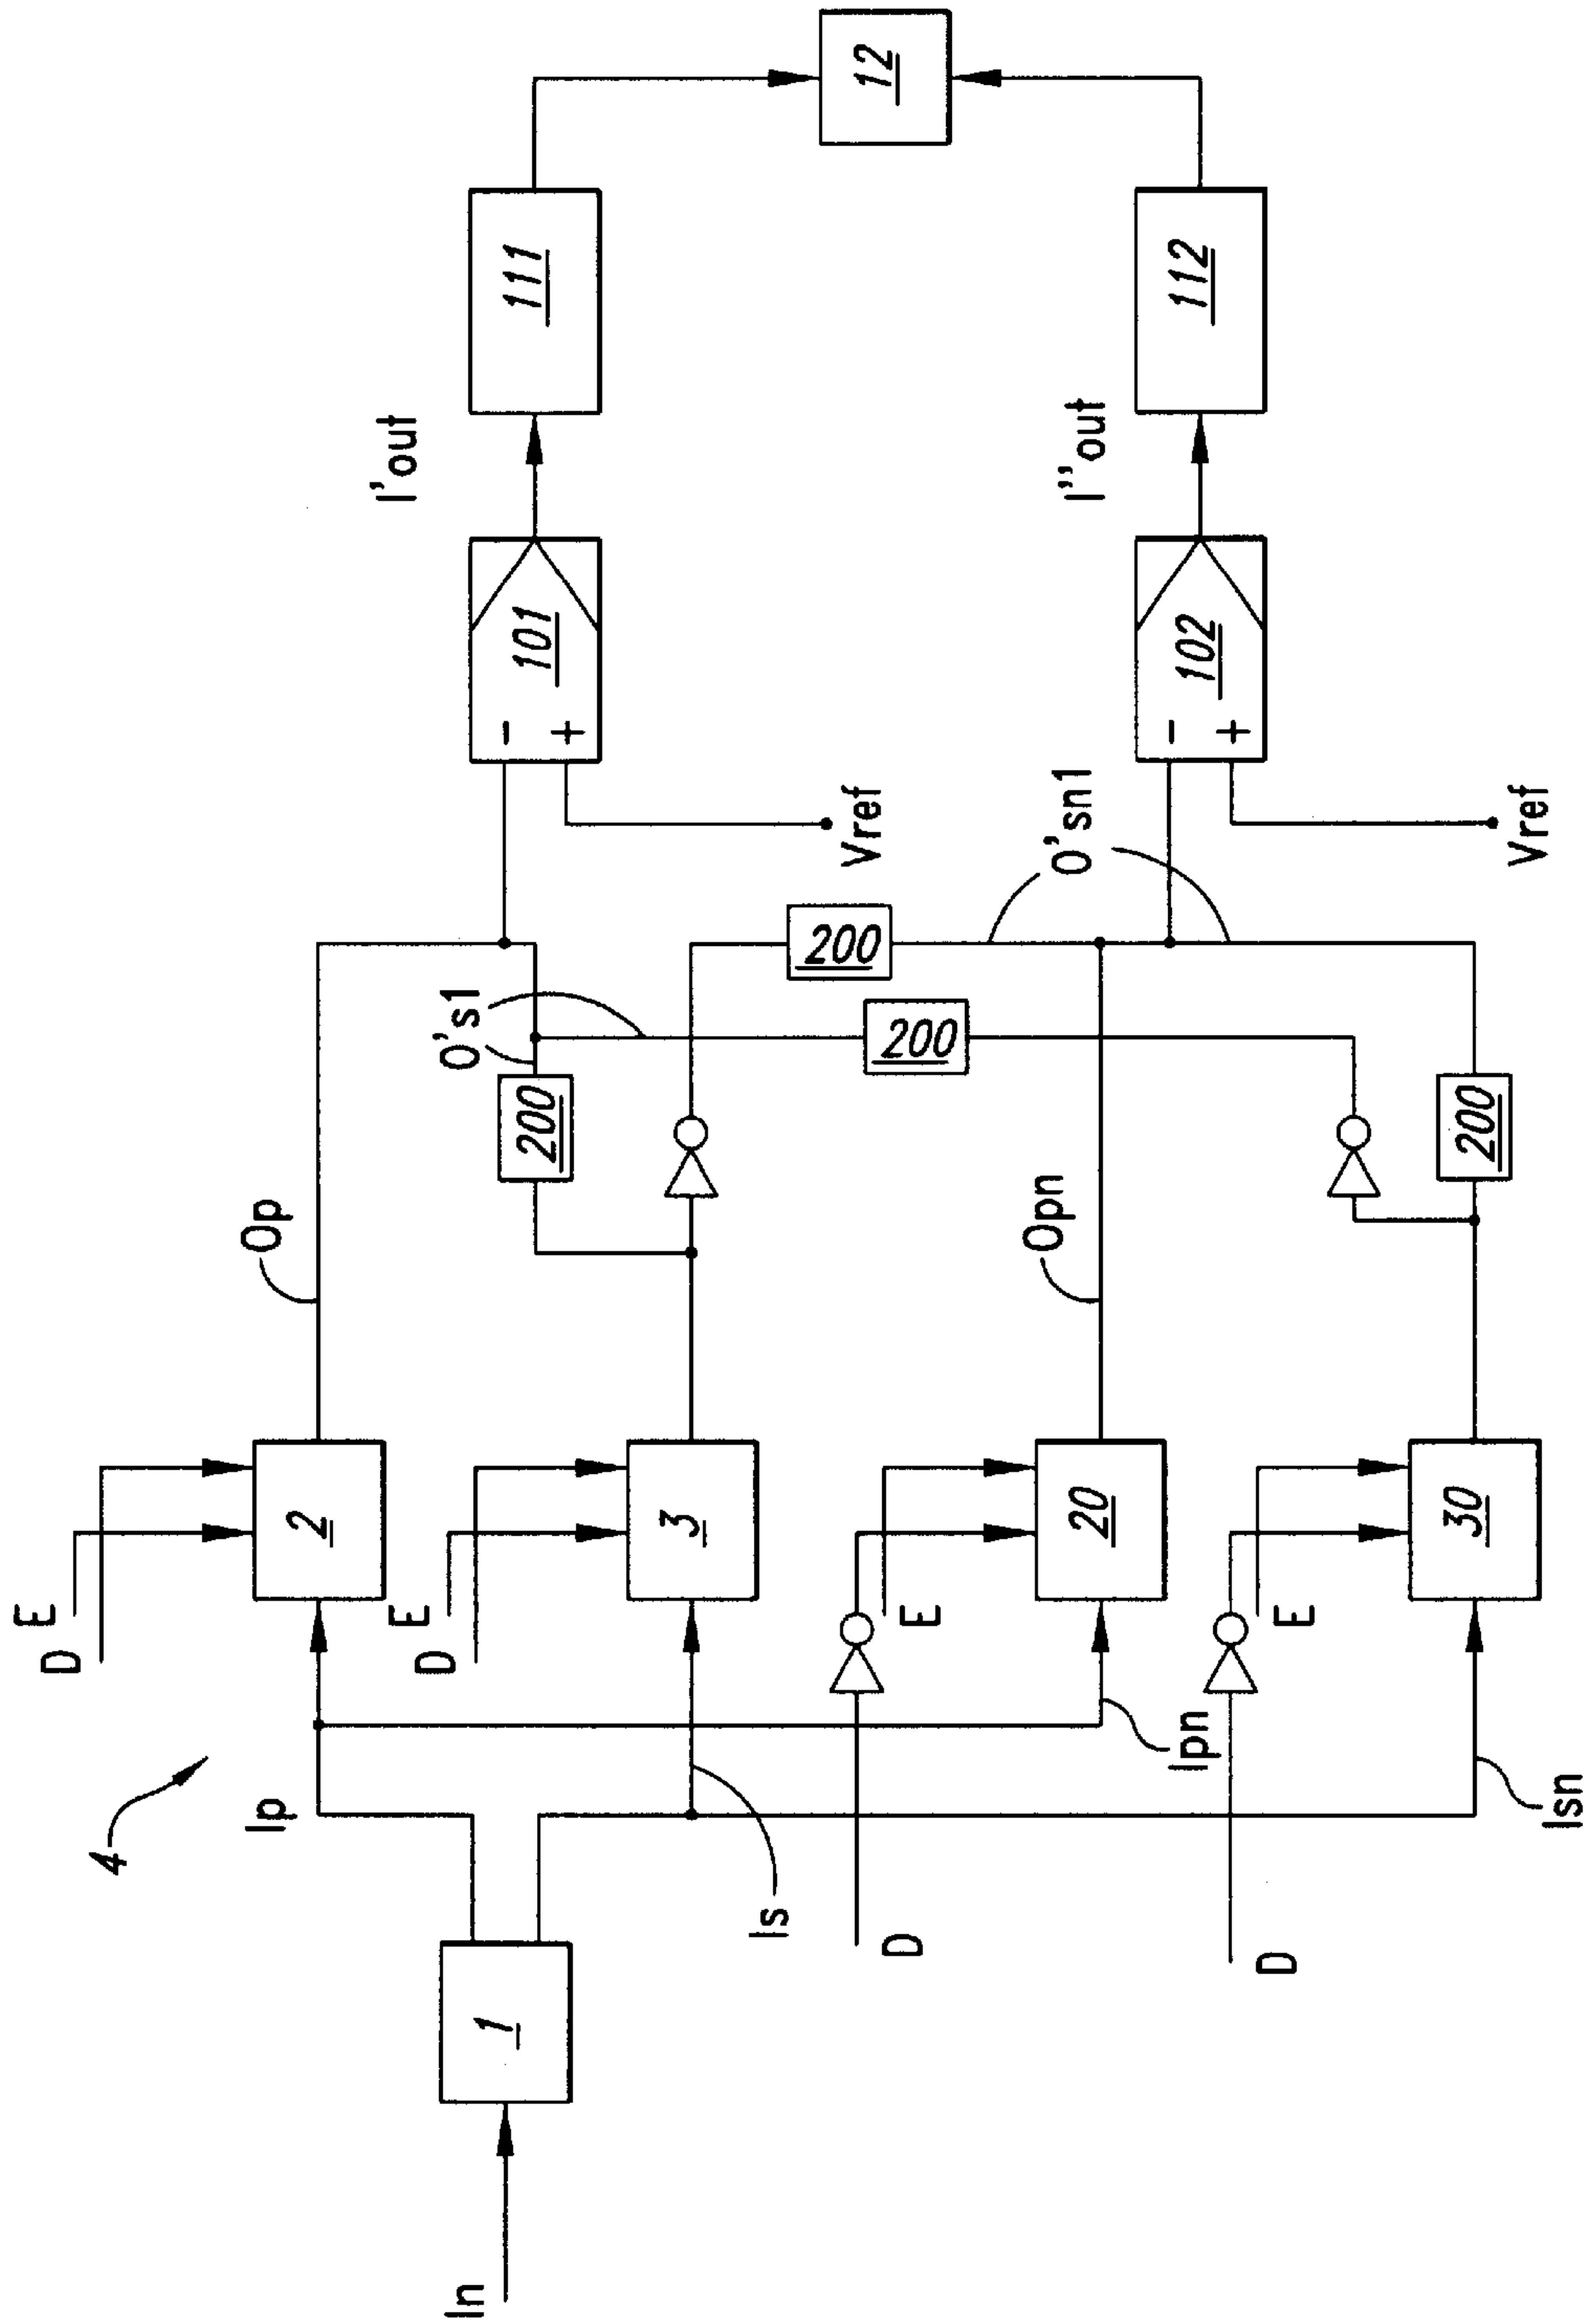 4
In
1
Ip
Is
Ipn
Isn
D
E
D
E
D
E
D
E
2
3
20
30
Op
Opn
200
200
200
200
O's1
O'sn1
Vref
Vref
-
+
101
-
+
102
I'out
I''out
111
112
12